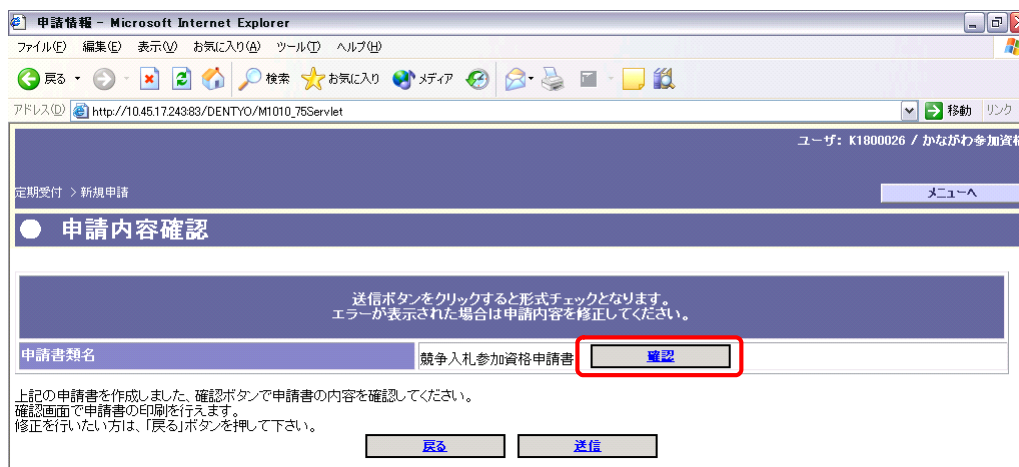 申請情報 - Microsoft Internet Explorer
ファイル(F) 編集(E) 表示(V) お気に入り(A) ツール(T) ヘルプ(H)
戻る 検索 お気に入り メディア
アドレス(D) http://10.45.17.243:83/DENTYO/M1010_75Servlet 移動 リンク
ユーザ: K1800026 / かながわ参加資格
定期受付 > 新規申請 メニューへ
● 申請内容確認
送信ボタンをクリックすると形式チェックとなります。
エラーが表示された場合は申請内容を修正してください。
申請書類名 競争入札参加資格申請書 確認
上記の申請書を作成しました、確認ボタンで申請書の内容を確認してください。
確認画面で申請書の印刷を行えます。
修正を行いたい方は、「戻る」ボタンを押して下さい。
戻る 送信